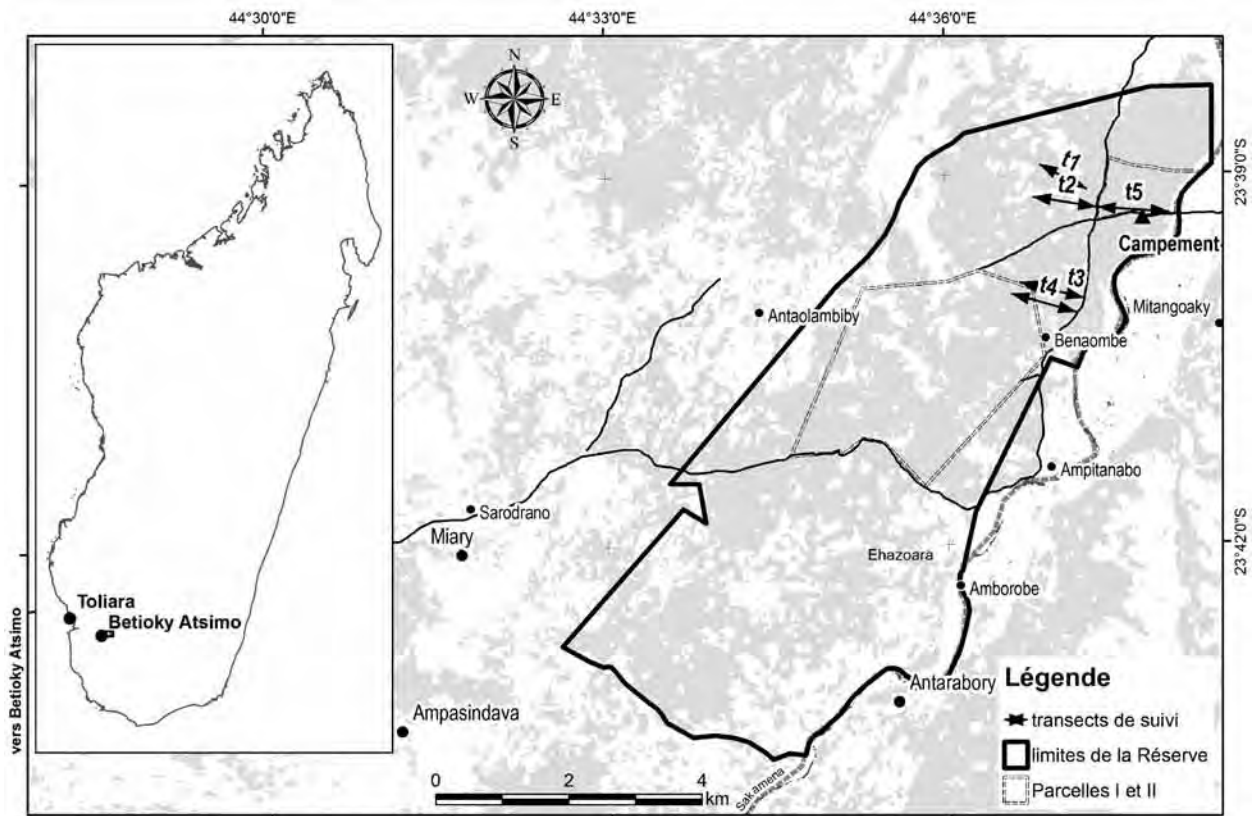 44°30'0"E
44°33'0"E
44°36'0"E
N
W
E
S
23°39'0"S
t1
t2
t5
Campement
t3
t4
Mitangoaky
Antaolambiby
Benaombe
Ampitanabo
Sarodrano
Miary
23°42'0"S
Ehazoara
Amborobe
Toliara
Betioky Atsimo
vers Betioky Atsimo
Antarabory
Ampasindava
Sakamena
0 2 4
km
Légende
transects de suivi
limites de la Réserve
Parcelles I et II